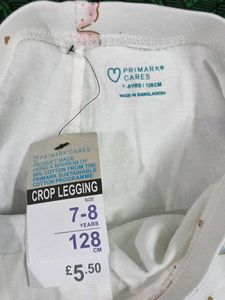 PRIMARK®
CARES
7-8YRS / 128CM
MADE IN BANGLADESH
PRIMARK®
CARES
PRODUCT MADE
USING A MINIMUM OF
50% COTTON FROM THE
PRIMARK SUSTAINABLE
COTTON PROGRAMME
CROP LEGGING
SIZE
7-8
YEARS
128
CM
£5.50